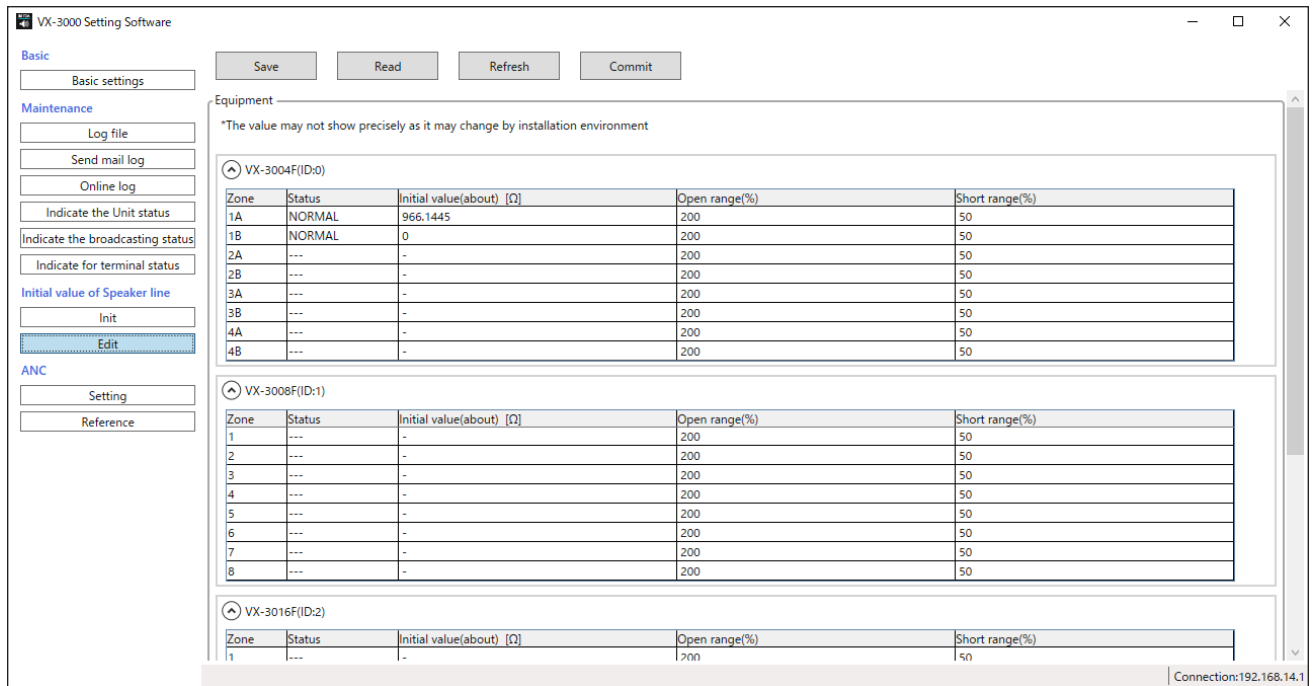 VX-3000 Setting Software
Basic
Basic settings
Maintenance
Log file
Send mail log
Online log
Indicate the Unit status
Indicate the broadcasting status
Indicate for terminal status
Initial value of Speaker line
Init
Edit
ANC
Setting
Reference
Save Read Refresh Commit
Equipment
*The value may not show precisely as it may change by installation environment
VX-3004F(ID:0)
Zone Status Initial value(about) [Ω] Open range(%) Short range(%)
1A NORMAL 966.1445 200 50
1B NORMAL 0 200 50
2A --- - 200 50
2B --- - 200 50
3A --- - 200 50
3B --- - 200 50
4A --- - 200 50
4B --- - 200 50
VX-3008F(ID:1)
Zone Status Initial value(about) [Ω] Open range(%) Short range(%)
1 --- - 200 50
2 --- - 200 50
3 --- - 200 50
4 --- - 200 50
5 --- - 200 50
6 --- - 200 50
7 --- - 200 50
8 --- - 200 50
VX-3016F(ID:2)
Zone Status Initial value(about) [Ω] Open range(%) Short range(%)
1 --- - 200 50
Connection:192.168.14.1